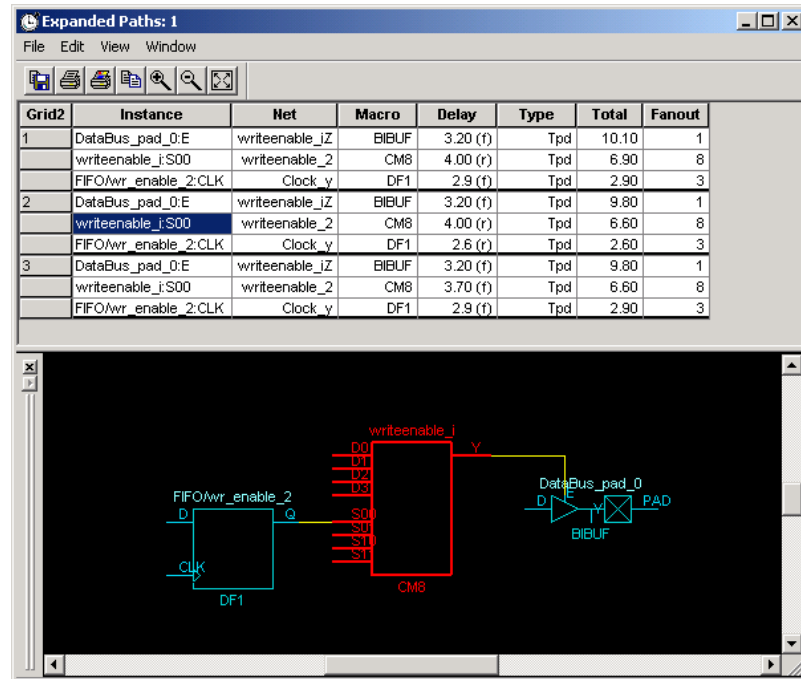 Expanded Paths: 1
File Edit View Window
Grid2 Instance Net Macro Delay Type Total Fanout
1 DataBus_pad_0:E writeenable_iZ BIBUF 3.20 (f) Tpd 10.10 1
writeenable_i:S00 writeenable_2 CM8 4.00 (r) Tpd 6.90 8
FIFO/wr_enable_2:CLK Clock_y DF1 2.9 (f) Tpd 2.90 3
2 DataBus_pad_0:E writeenable_iZ BIBUF 3.20 (f) Tpd 9.80 1
writeenable_i:S00 writeenable_2 CM8 4.00 (r) Tpd 6.60 8
FIFO/wr_enable_2:CLK Clock_y DF1 2.6 (r) Tpd 2.60 3
3 DataBus_pad_0:E writeenable_iZ BIBUF 3.20 (f) Tpd 9.80 1
writeenable_i:S00 writeenable_2 CM8 3.70 (f) Tpd 6.60 8
FIFO/wr_enable_2:CLK Clock_y DF1 2.9 (f) Tpd 2.90 3
writeenable_i
D0 Y
D1
D2
D3
DataBus_pad_0
FIFO/wr_enable_2
D E Y PAD
D Q S00
BIBUF
S10
CLK
CM8
DF1